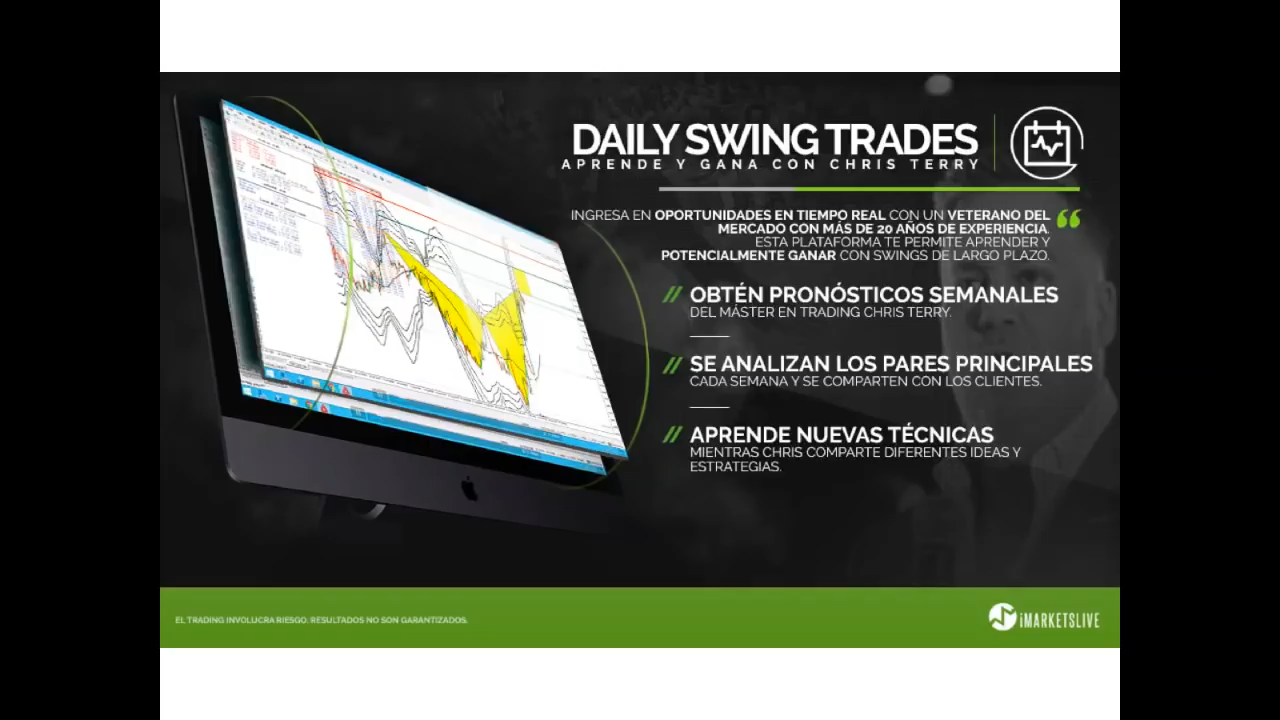 DAILY SWING TRADES
APRENDE Y GANA CON CHRIS TERRY
INGRESA EN OPORTUNIDADES EN TIEMPO REAL CON UN VETERANO DEL
MERCADO CON MÁS DE 20 AÑOS DE EXPERIENCIA.
ESTA PLATAFORMA TE PERMITE APRENDER Y
POTENCIALMENTE GANAR CON SWINGS DE LARGO PLAZO.
// OBTÉN PRONÓSTICOS SEMANALES
DEL MÁSTER EN TRADING CHRIS TERRY.
// SE ANALIZAN LOS PARES PRINCIPALES
CADA SEMANA Y SE COMPARTEN CON LOS CLIENTES.
// APRENDE NUEVAS TÉCNICAS
MIENTRAS CHRIS COMPARTE DIFERENTES IDEAS Y
ESTRATEGIAS.
EL TRADING INVOLUCRA RIESGO. RESULTADOS NO SON GARANTIZADOS.
iMARKETSLIVE